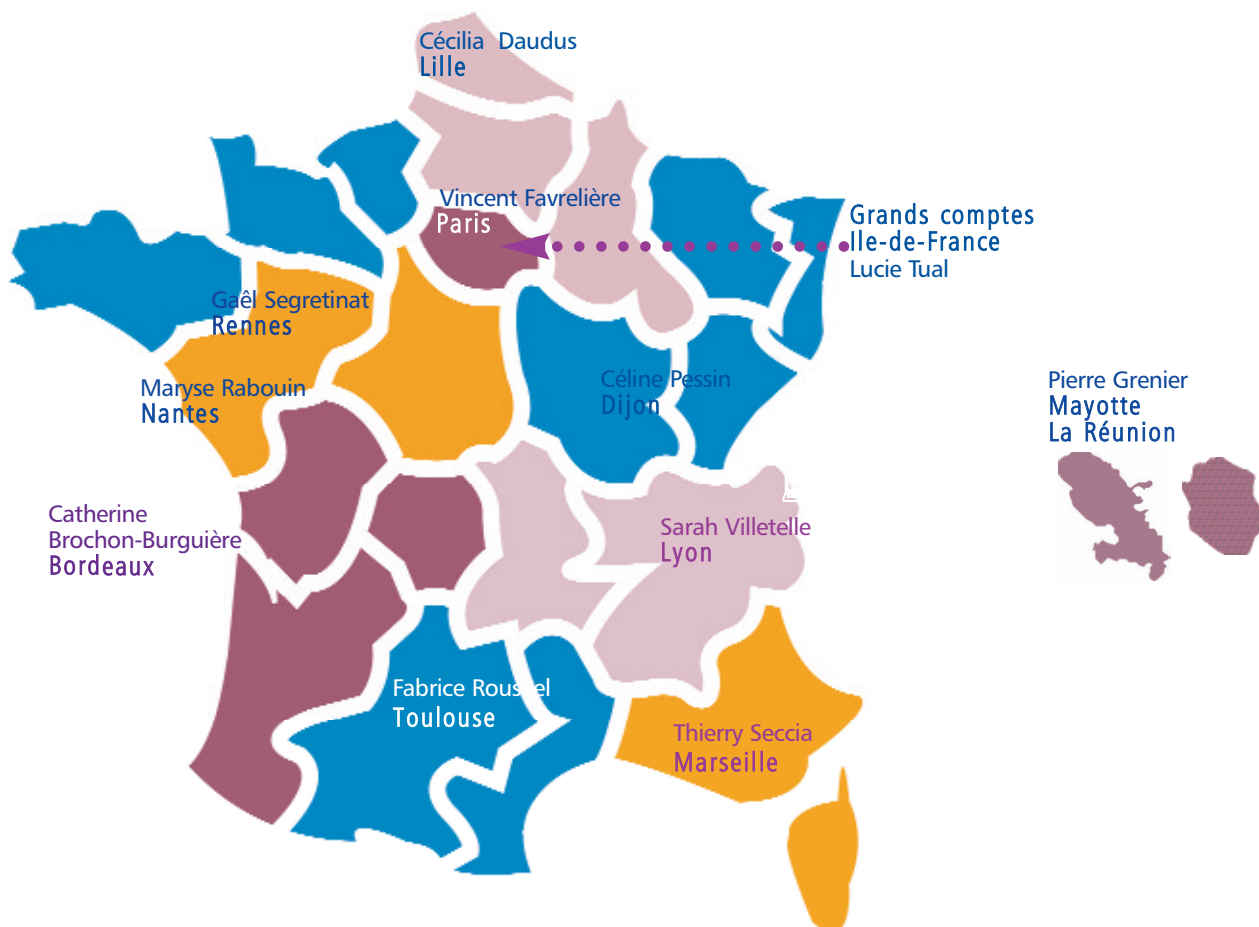 Cécilia Daudus
Lille
Vincent Favrelière
Paris
Grands comptes
Ile-de-France
Lucie Tual
Gaêl Segretinat
Rennes
Maryse Rabouin
Nantes
Céline Pessin
Dijon
Pierre Grenier
Mayotte
La Réunion
Catherine
Brochon-Burguière
Bordeaux
Sarah Villetelle
Lyon
Fabrice Roussel
Toulouse
Thierry Seccia
Marseille